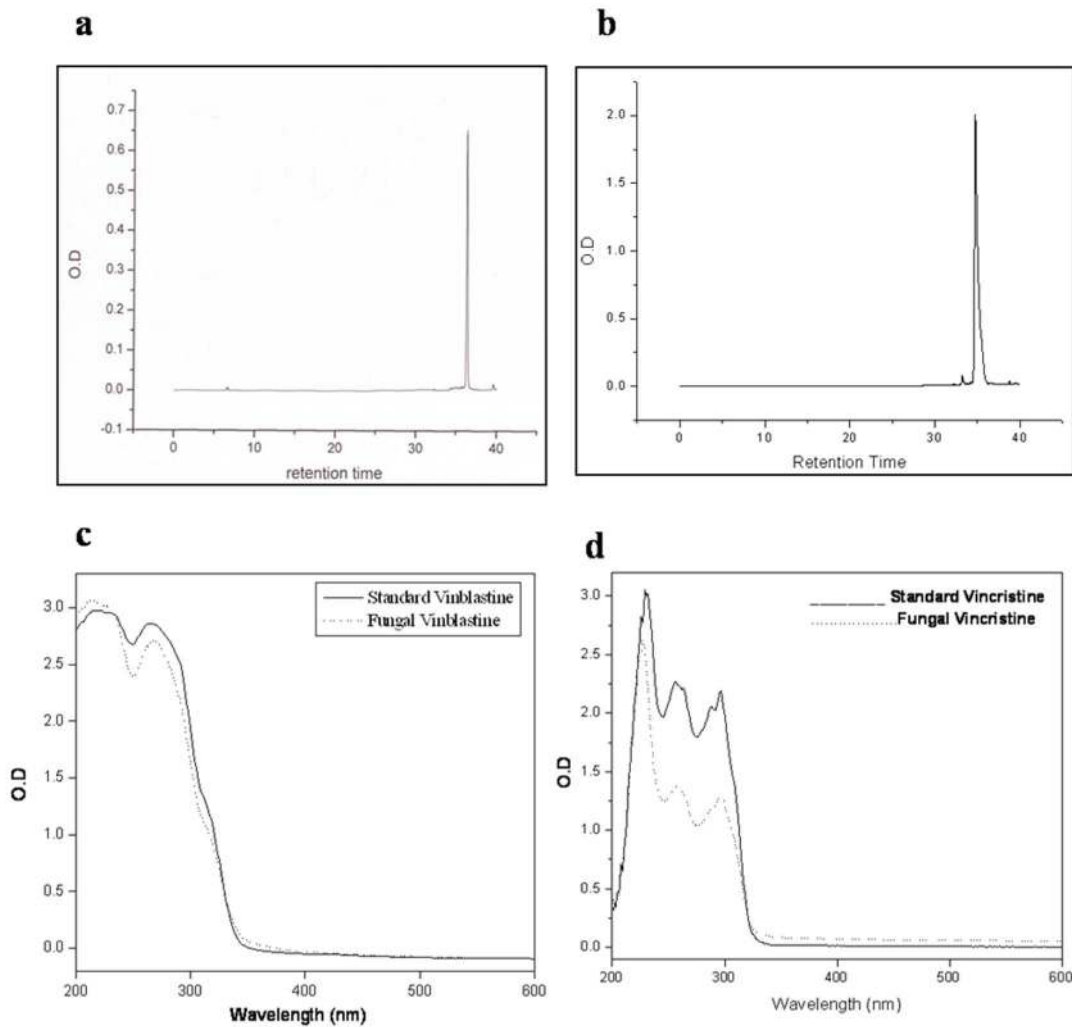 a
0.7
0.6
0.5
0.4
0.3
0.2
0.1
0.0
-0.1
O.D
0 10 20 30 40
retention time
b
2.0
1.5
1.0
0.5
0.0
O.D
0 10 20 30 40
Retention Time
c
Standard Vinblastine
Fungal Vinblastine
3.0
2.5
2.0
1.5
1.0
0.5
0.0
O.D
200 300 400 500 600
Wavelength (nm)
d
Standard Vincristine
Fungal Vincristine
3.0
2.5
2.0
1.5
1.0
0.5
0.0
O.D
200 300 400 500 600
Wavelength (nm)